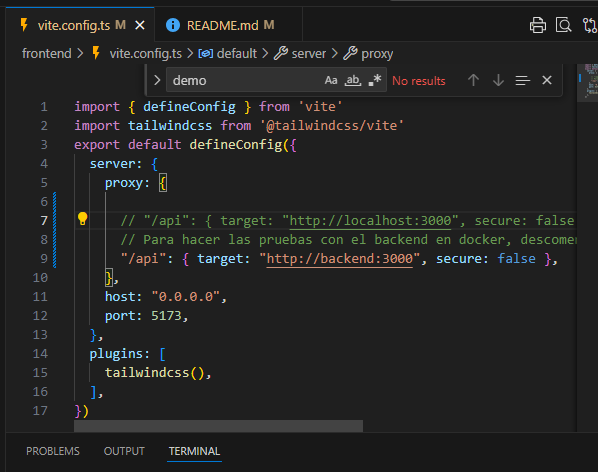 vite.config.ts M
README.md M
frontend > vite.config.ts > default > server > proxy
demo Aa ab .* No results
1 import { defineConfig } from 'vite'
2 import tailwindcss from '@tailwindcss/vite'
3 export default defineConfig({
4 server: {
5 proxy: {
6
7 // "/api": { target: "http://localhost:3000", secure: false
8 // Para hacer las pruebas con el backend en docker, descomen
9 "/api": { target: "http://backend:3000", secure: false },
10 },
11 host: "0.0.0.0",
12 port: 5173,
13 },
14 plugins: [
15 tailwindcss(),
16 ],
17 })
PROBLEMS OUTPUT TERMINAL